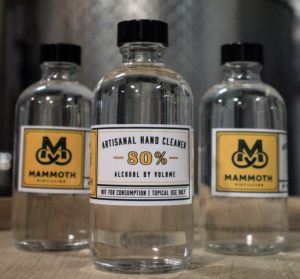 MAMMOTH
DISTILLING
ARTISANAL HAND CLEANER
80%
ALCOHOL BY VOLUME
NOT FOR CONSUMPTION | TOPICAL USE ONLY
MAMMOTH
DISTILLING